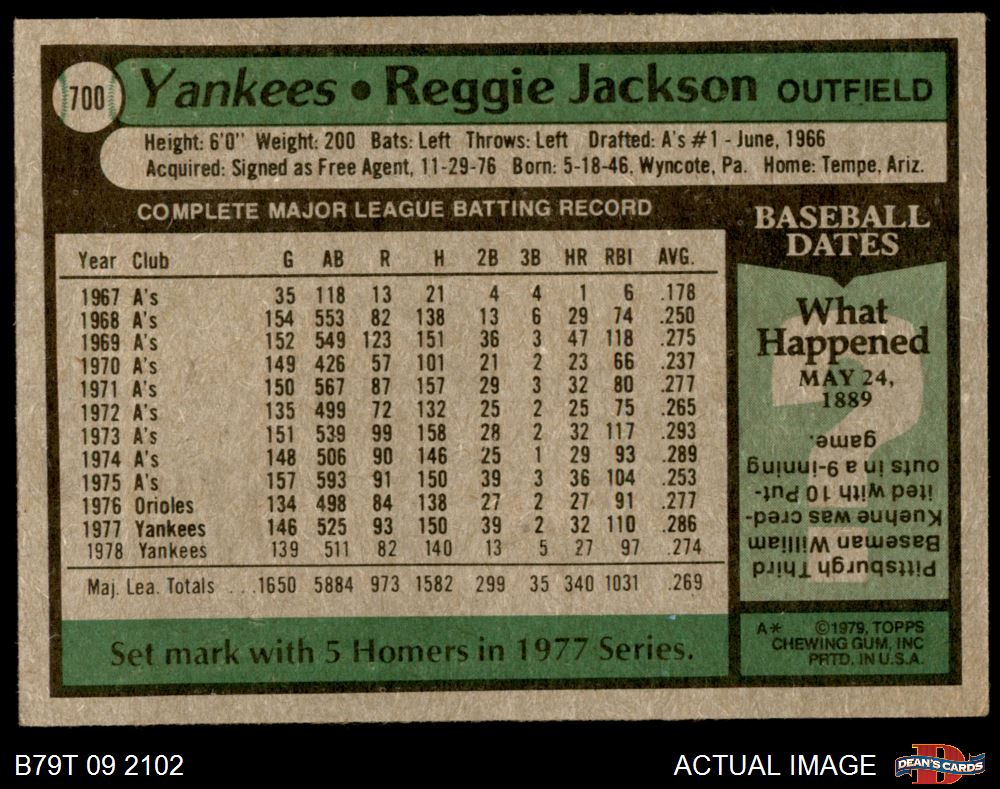 700 Yankees • Reggie Jackson OUTFIELD
Height: 6'0" Weight: 200 Bats: Left Throws: Left Drafted: A's #1 - June, 1966
Acquired: Signed as Free Agent, 11-29-76 Born: 5-18-46, Wyncote, Pa. Home: Tempe, Ariz.
COMPLETE MAJOR LEAGUE BATTING RECORD
Year Club G AB R H 2B 3B HR RBI AVG.
1967 A's 35 118 13 21 4 4 1 6 .178
1968 A's 154 553 82 138 13 6 29 74 .250
1969 A's 152 549 123 151 36 3 47 118 .275
1970 A's 149 426 57 101 21 2 23 66 .237
1971 A's 150 567 87 157 29 3 32 80 .277
1972 A's 135 499 72 132 25 2 25 75 .265
1973 A's 151 539 99 158 28 2 32 117 .293
1974 A's 148 506 90 146 25 1 29 93 .289
1975 A's 157 593 91 150 39 3 36 104 .253
1976 Orioles 134 498 84 138 27 2 27 91 .277
1977 Yankees 146 525 93 150 39 2 32 110 .286
1978 Yankees 139 511 82 140 13 5 27 97 .274
Maj. Lea. Totals ...1650 5884 973 1582 299 35 340 1031 .269
Set mark with 5 Homers in 1977 Series.
BASEBALL
DATES
What
Happened
MAY 24,
1889
?
Pittsburgh Third
Baseman William
Kuehne was cred-
ited with 10 Put-
outs in a 9-inning
game.
A* ©1979, TOPPS
CHEWING GUM, INC
PRTD. IN U.S.A.
B79T 09 2102
ACTUAL IMAGE
D
DEAN'S CARDS